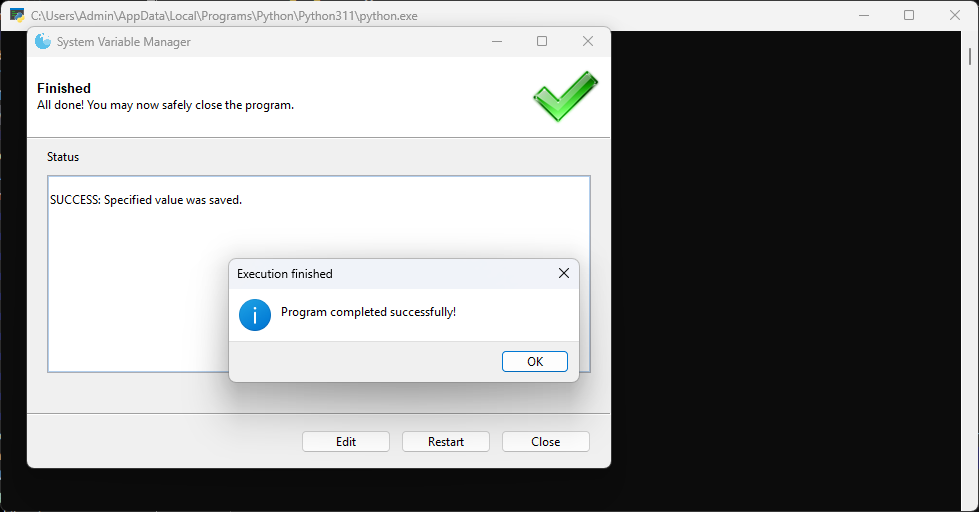 C:\Users\Admin\AppData\Local\Programs\Python\Python311\python.exe
System Variable Manager
Finished
All done! You may now safely close the program.
Status
SUCCESS: Specified value was saved.
Execution finished
Program completed successfully!
OK
Edit
Restart
Close